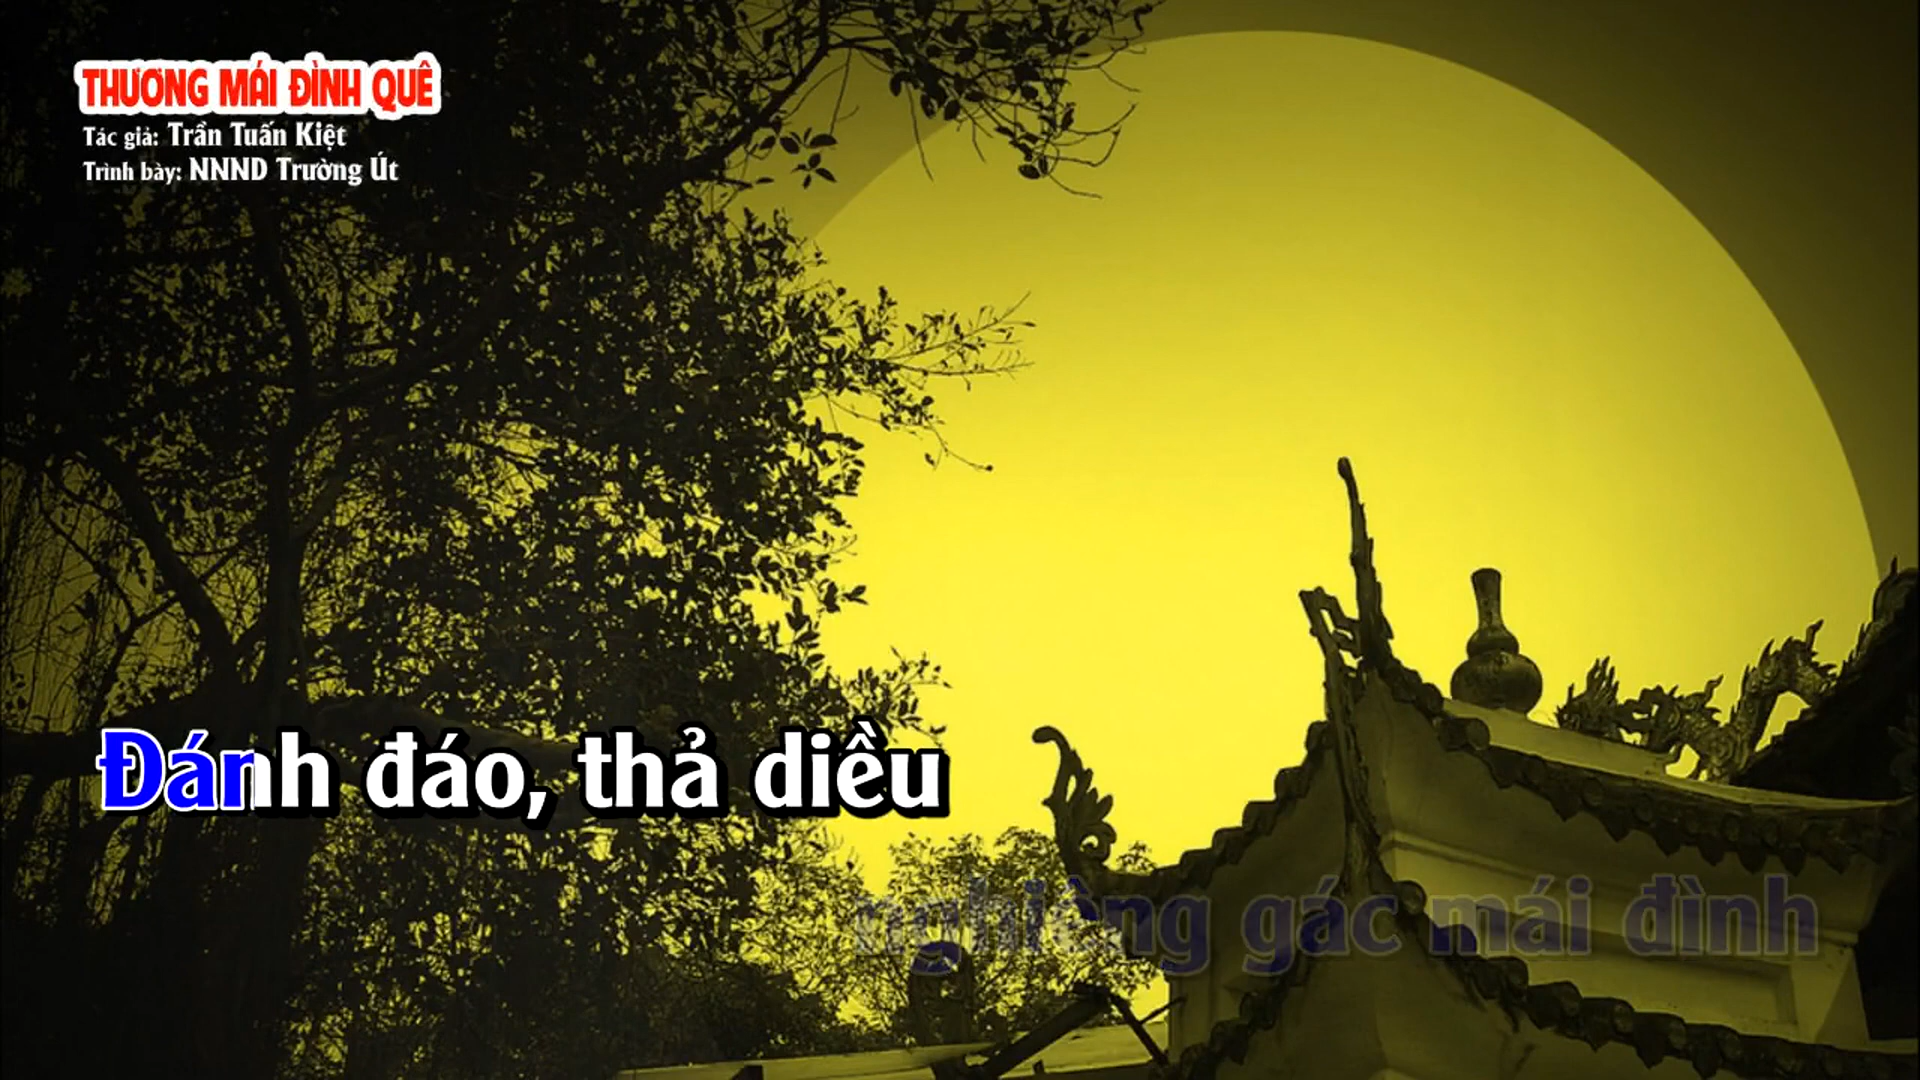 THƯƠNG MÁI ĐÌNH QUÊ
Tác giả: Trần Tuấn Kiệt
Trình bày: NNND Trường Út
Đánh đáo, thả diều
nghiêng gác mái đình